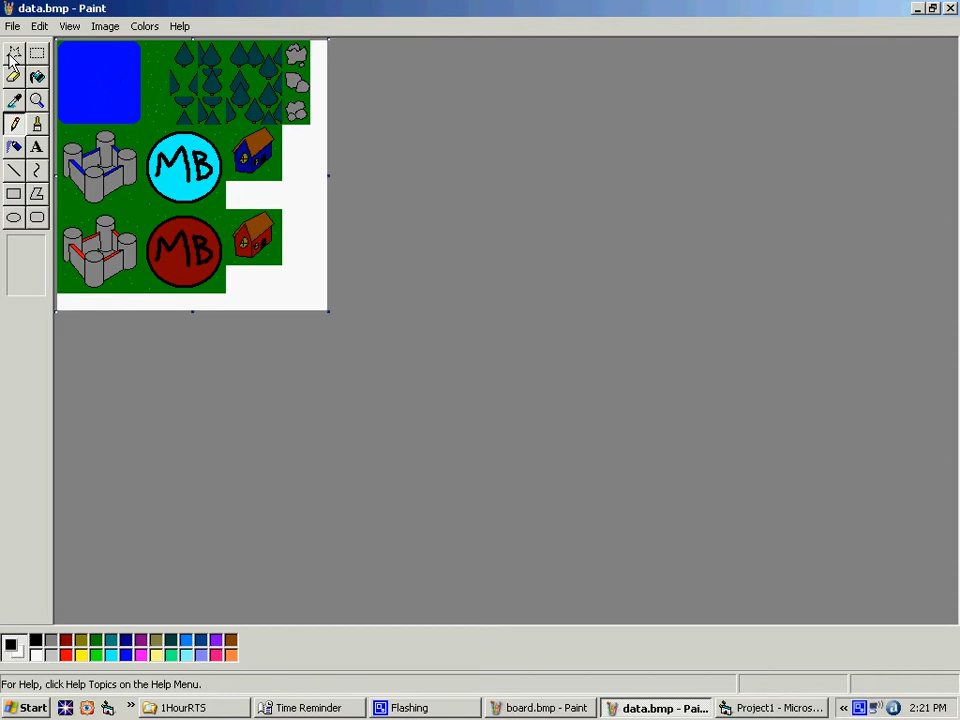 data.bmp - Paint
File Edit View Image Colors Help
MB
MB
A
For Help, click Help Topics on the Help Menu.
Start » 1HourRTS Time Reminder Flashing board.bmp - Paint data.bmp - Pai... Project1 - Micros... « 2:21 PM